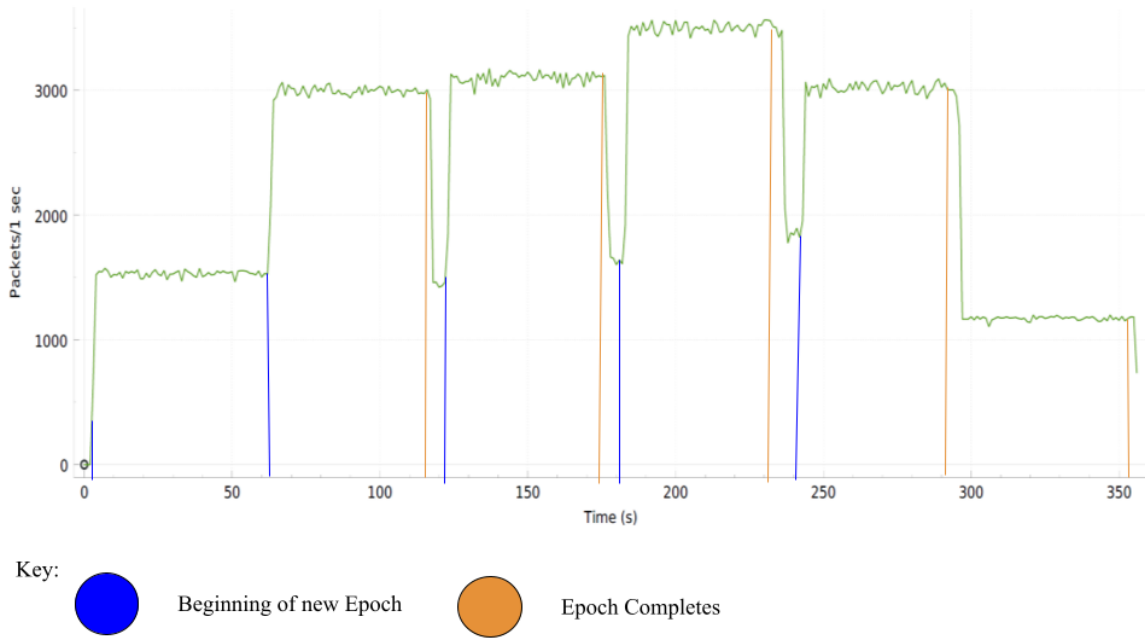 Packets/1 sec
3000
2000
1000
0
0 50 100 150 200 250 300 350
Time (s)
Key:
Beginning of new Epoch
Epoch Completes